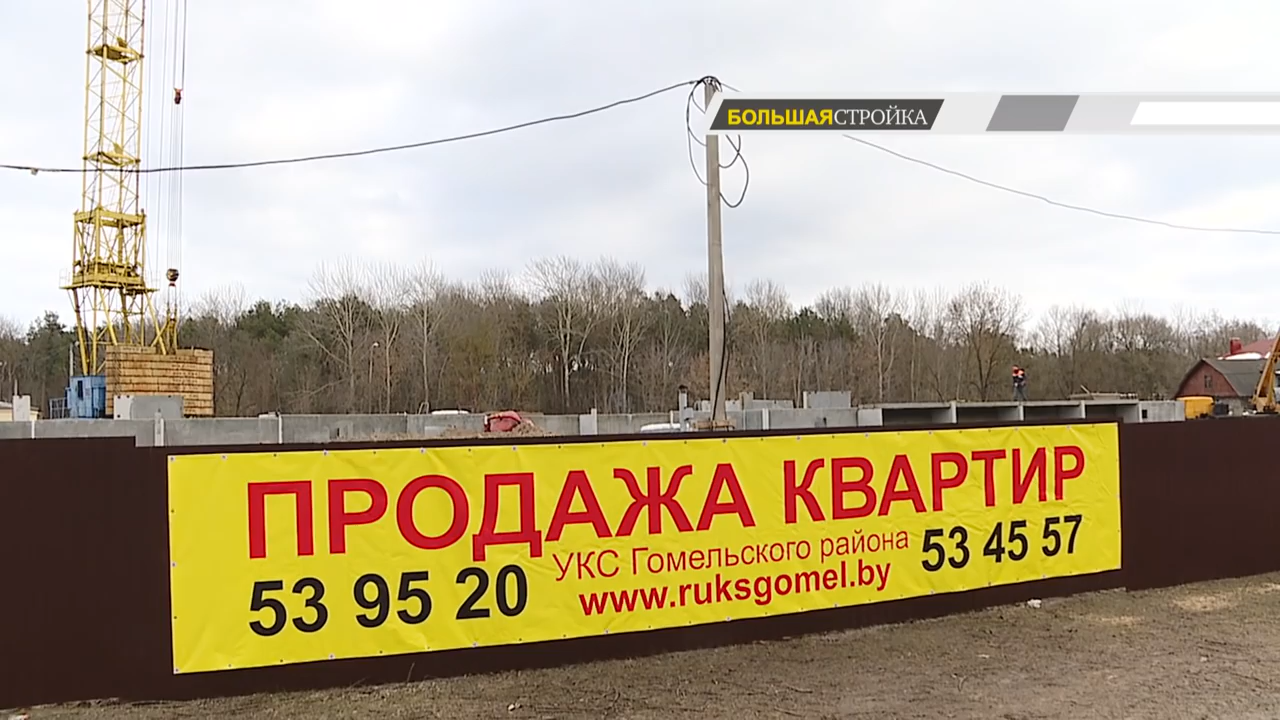 БОЛЬШАЯСТРОЙКА
ПРОДАЖА КВАРТИР
53 95 20 УКС Гомельского района 53 45 57
www.ruksgomel.by